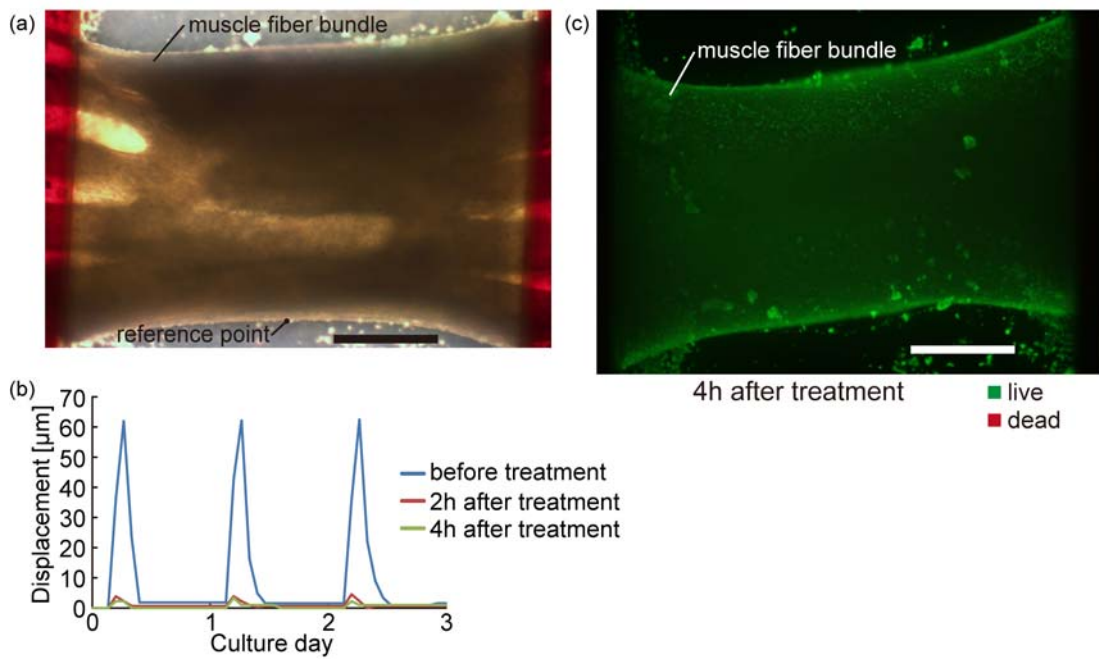 (a)
muscle fiber bundle
reference point
(b)
Displacement [μm]
70
60
50
40
30
20
10
0
0
1
2
3
Culture day
before treatment
2h after treatment
4h after treatment
(c)
muscle fiber bundle
4h after treatment
live
dead